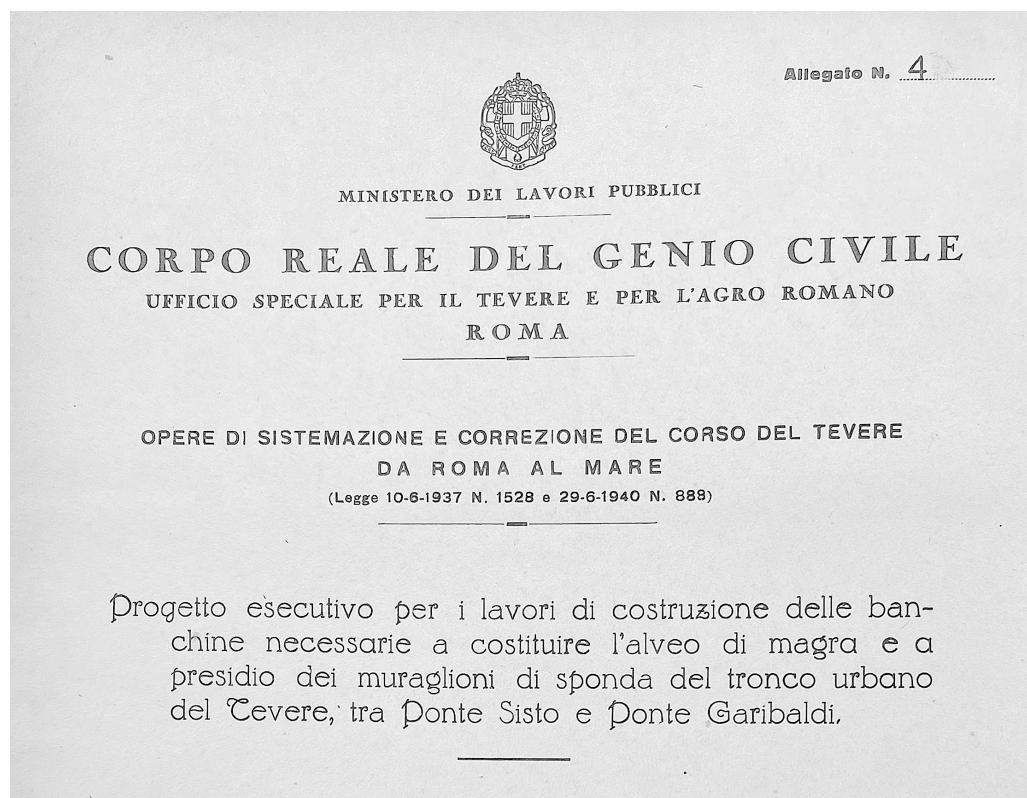 Allegato N. 4
MINISTERO DEI LAVORI PUBBLICI
CORPO REALE DEL GENIO CIVILE
UFFICIO SPECIALE PER IL TEVERE E PER L'AGRO ROMANO
ROMA
OPERE DI SISTEMAZIONE E CORREZIONE DEL CORSO DEL TEVERE
DA ROMA AL MARE
(Legge 10-6-1937 N. 1528 e 29-6-1940 N. 888)
Progetto esecutivo per i lavori di costruzione delle ban-
chine necessarie a costituire l'alveo di magra e a
presidio dei muraglioni di sponda del tronco urbano
del Tevere, tra Ponte Sisto e Ponte Garibaldi.